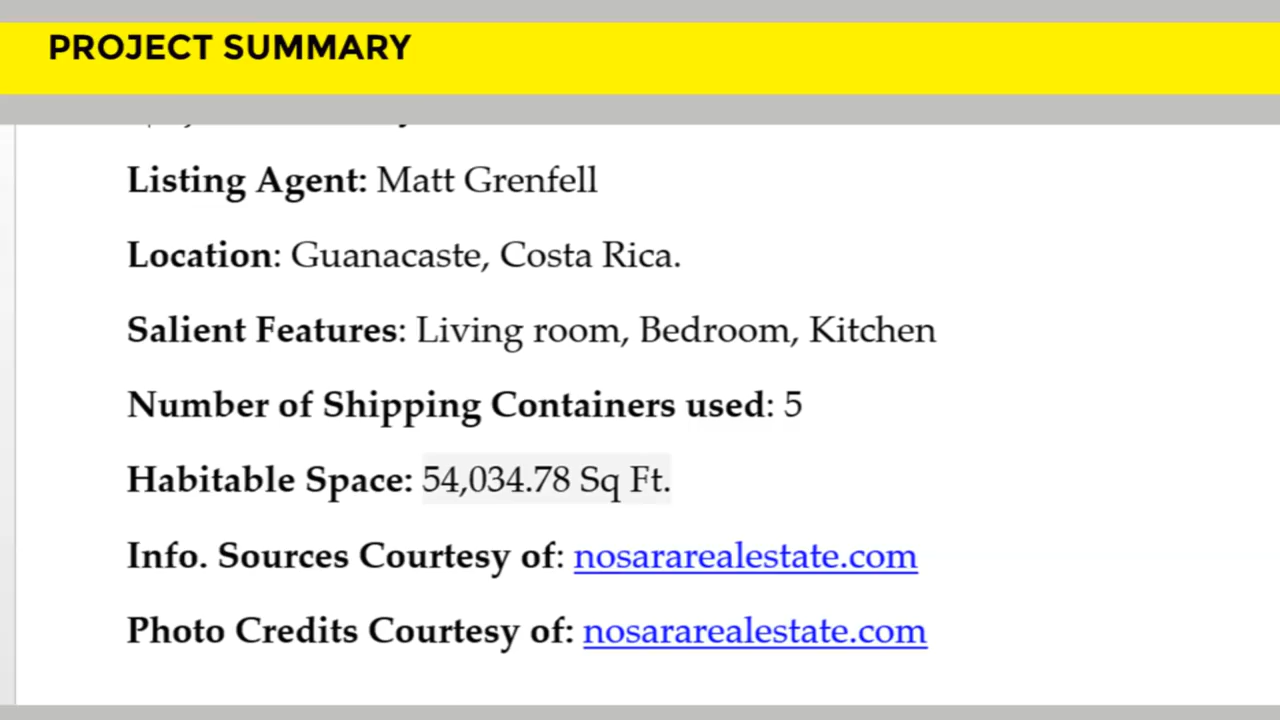 PROJECT SUMMARY
Listing Agent: Matt Grenfell
Location: Guanacaste, Costa Rica.
Salient Features: Living room, Bedroom, Kitchen
Number of Shipping Containers used: 5
Habitable Space: 54,034.78 Sq Ft.
Info. Sources Courtesy of: nosararealestate.com
Photo Credits Courtesy of: nosararealestate.com